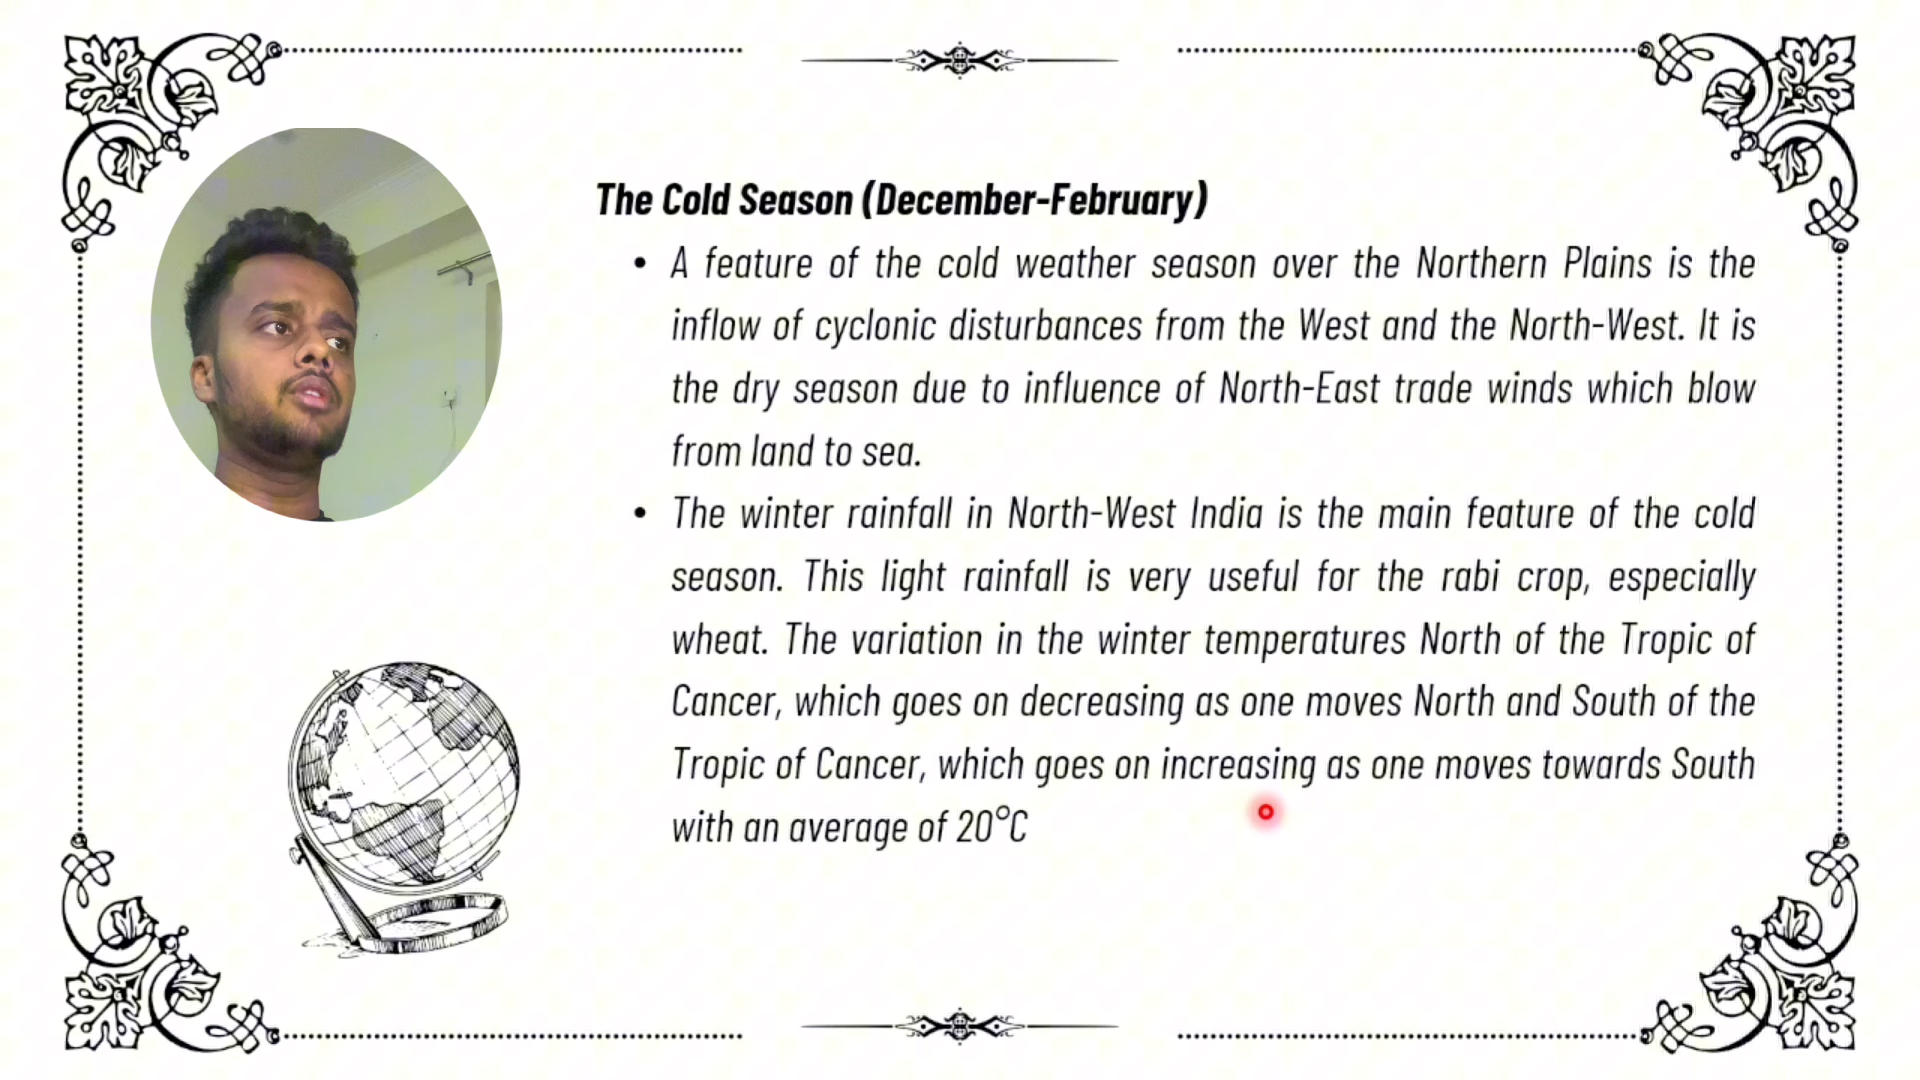 The Cold Season (December-February)
• A feature of the cold weather season over the Northern Plains is the
inflow of cyclonic disturbances from the West and the North-West. It is
the dry season due to influence of North-East trade winds which blow
from land to sea.
• The winter rainfall in North-West India is the main feature of the cold
season. This light rainfall is very useful for the rabi crop, especially
wheat. The variation in the winter temperatures North of the Tropic of
Cancer, which goes on decreasing as one moves North and South of the
Tropic of Cancer, which goes on increasing as one moves towards South
with an average of 20°C